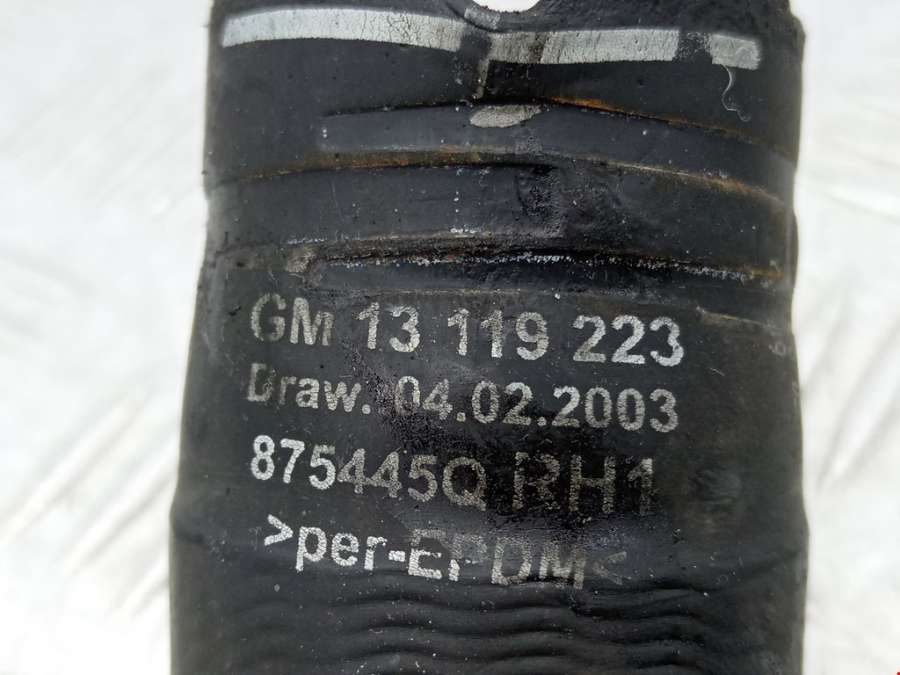 GM 13 119 223
Draw. 04.02.2003
875445Q RH1
>per-EPDM<